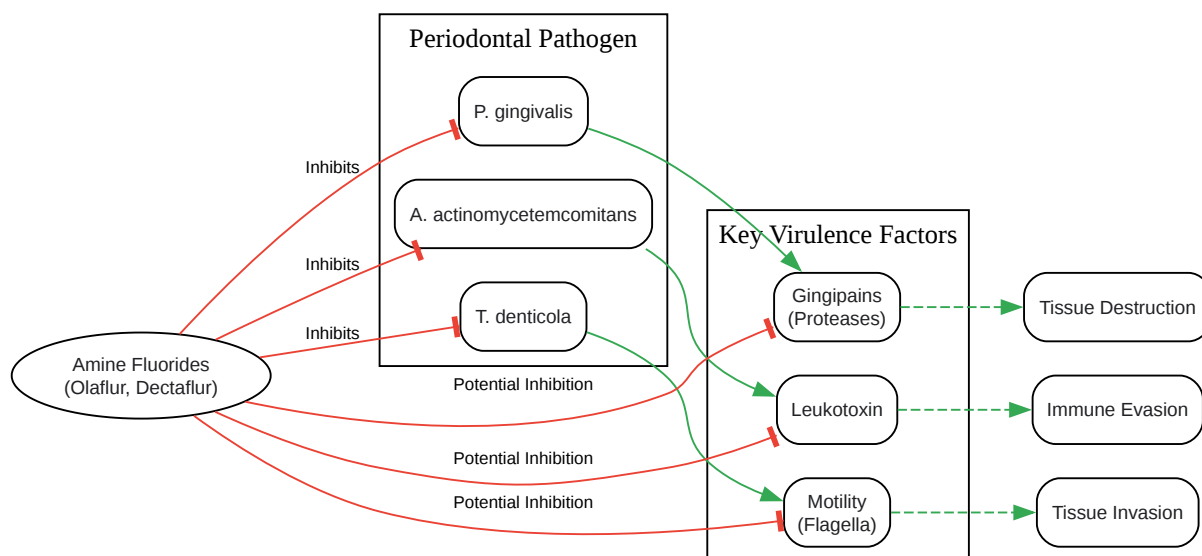 Periodontal Pathogen
P. gingivalis
Inhibits
A. actinomycetemcomitans
Key Virulence Factors
Inhibits
Gingipains
(Proteases)
Tissue Destruction
T. denticola
Inhibits
Amine Fluorides
(Olaflur, Dectaflur)
Potential Inhibition
Leukotoxin
Immune Evasion
Potential Inhibition
Potential Inhibition
Motility
(Flagella)
Tissue Invasion